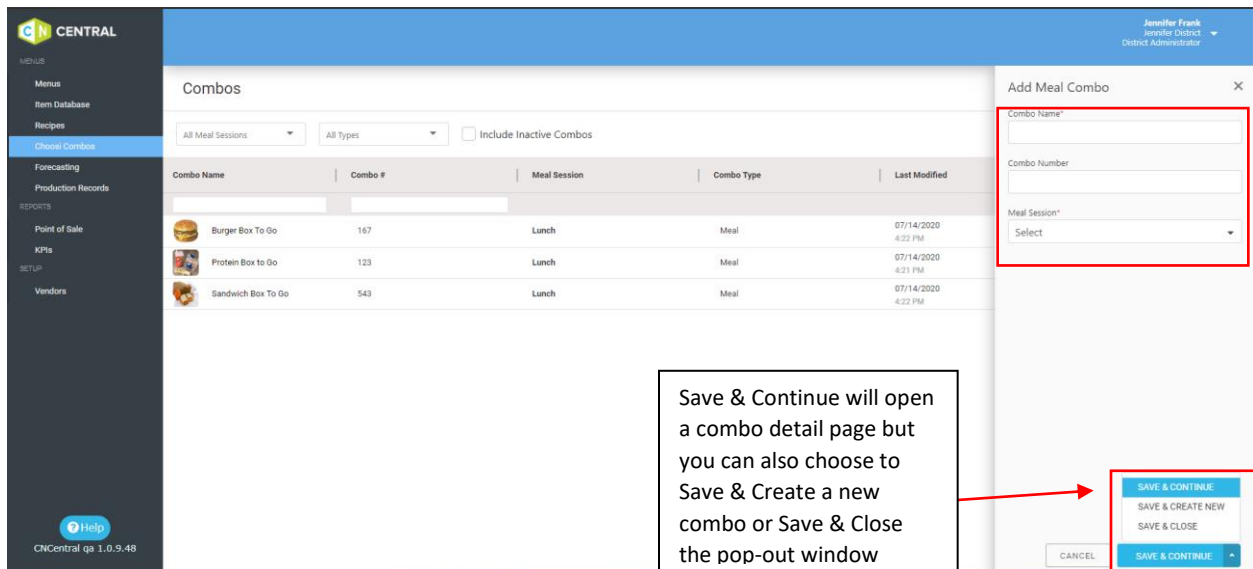 CN CENTRAL
Jennifer Frank
Jennifer District
District Administrator
MENUS
Menus
Item Database
Recipes
Choosi Combos
Forecasting
Production Records
REPORTS
Point of Sale
KPIs
SETUP
Vendors
?Help
CNCentral qa 1.0.9.48
Combos
All Meal Sessions All Types Include Inactive Combos
Combo Name Combo # Meal Session Combo Type Last Modified
Burger Box To Go 167 Lunch Meal 07/14/2020
4:22 PM
Protein Box to Go 123 Lunch Meal 07/14/2020
4:21 PM
Sandwich Box To Go 543 Lunch Meal 07/14/2020
4:22 PM
Add Meal Combo ×
Combo Name*
Combo Number
Meal Session*
Select
Save & Continue will open
a combo detail page but
you can also choose to
Save & Create a new
combo or Save & Close
the pop-out window
SAVE & CONTINUE
SAVE & CREATE NEW
SAVE & CLOSE
CANCEL SAVE & CONTINUE